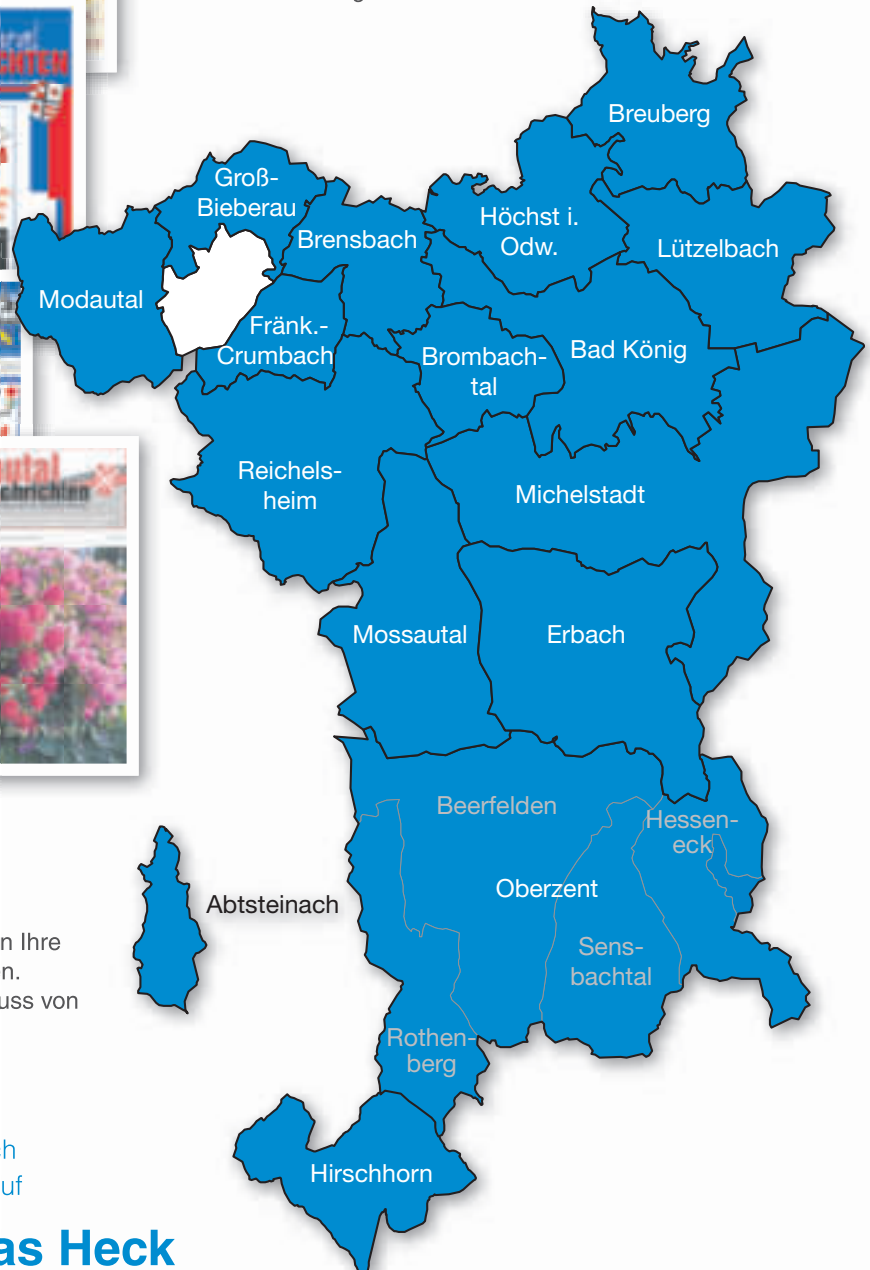 Breuberg
Groß-
Bieberau
Höchst i.
Odw.
Brensbach
Lützelbach
Modautal
Fränk.-
Crumbach
Brombach-
tal
Bad König
Reichels-
heim
Michelstadt
Mossautal
Erbach
Beerfelden
Hessen-
eck
Oberzent
Abtsteinach
Sens-
bachtal
Rothen-
berg
Hirschhorn
n Ihre
n.
uss von
h
uf
as Heck